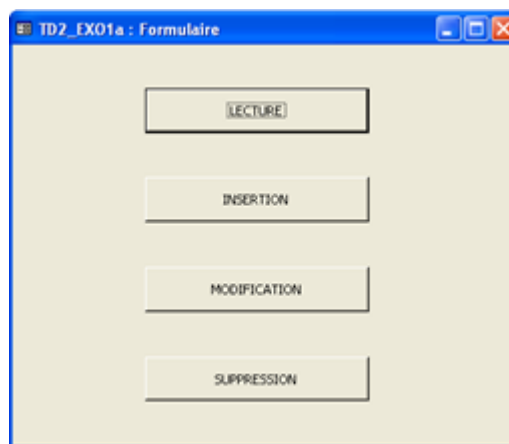 TD2_EXO1a : Formulaire
LECTURE
INSERTION
MODIFICATION
SUPPRESSION